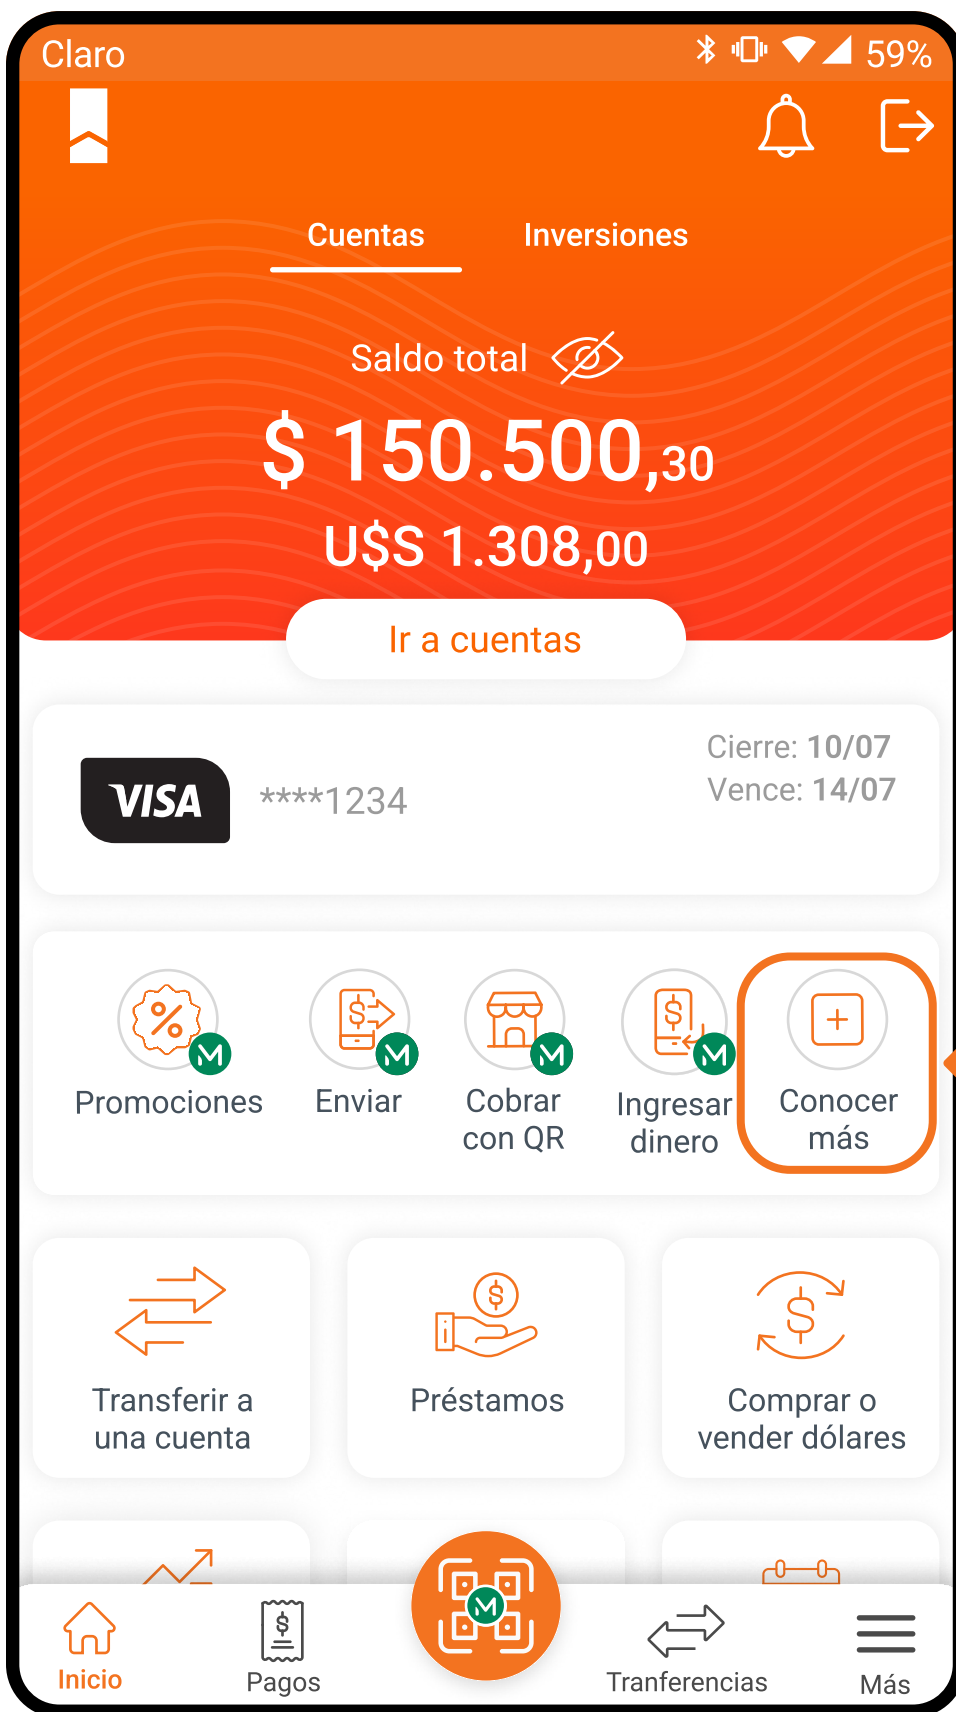 Claro 59%
Cuentas Inversiones
Saldo total
$ 150.500,30
U$S 1.308,00
Ir a cuentas
VISA ****1234
Cierre: 10/07
Vence: 14/07
Promociones
Enviar
Cobrar
con QR
Ingresar
dinero
Conocer
más
Transferir a
una cuenta
Préstamos
Comprar o
vender dólares
Inicio
Pagos
Tranferencias
Más